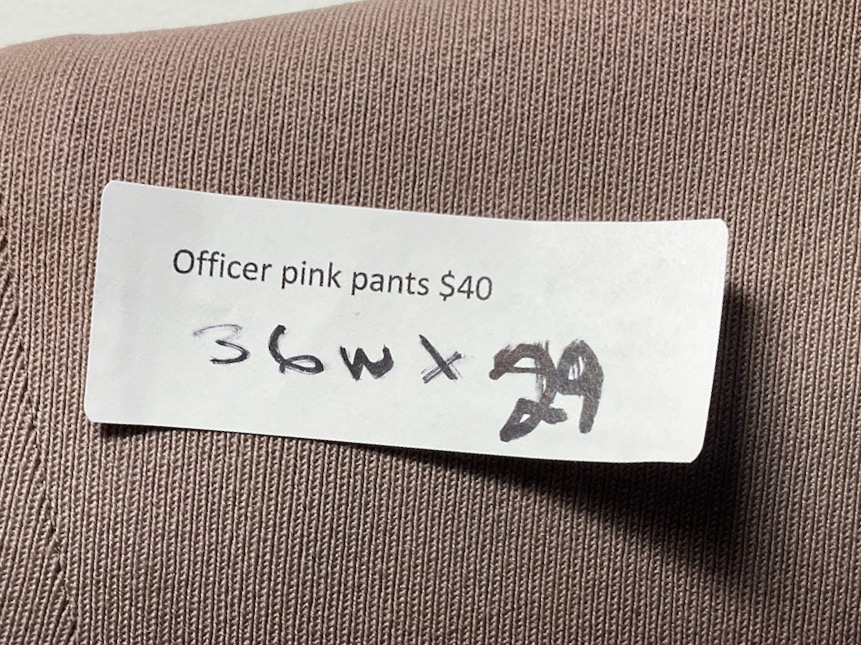 Officer pink pants $40
36W X 29